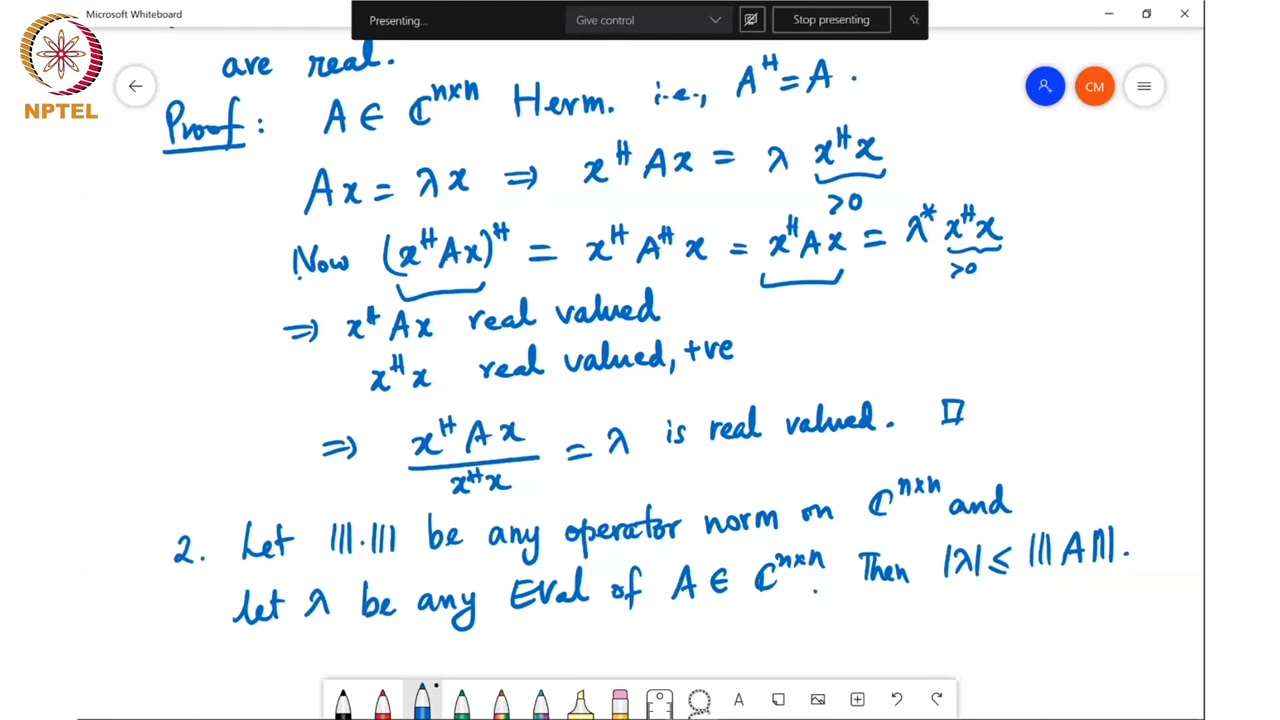 Microsoft Whiteboard
Presenting...
Give control
Stop presenting
NPTEL
CM
are real.
Proof: A ∈ ℂ^{n×n} Herm. i.e., A^H = A.
Ax = λx ⇒ x^H Ax = λ x^H x
>0
Now (x^H Ax)^H = x^H A^H x = x^H Ax = λ* x^H x
>0
⇒ x^H Ax real valued
x^H x real valued, +ve
⇒ x^H Ax / x^H x = λ is real valued. □
2. Let |||·||| be any operator norm on ℂ^{n×n} and
let λ be any EVal of A ∈ ℂ^{n×n}. Then |λ| ≤ |||A|||.
A